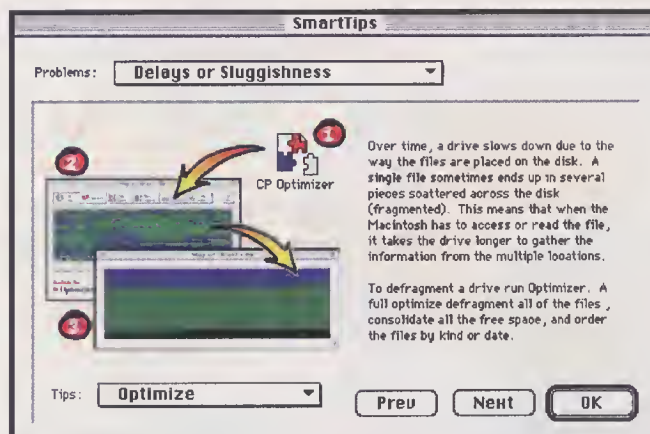 SmartTips
Problems: Delays or Sluggishness
1
2
CP Optimizer
3
Over time, a drive slows down due to the
way the files are placed on the disk. A
single file sometimes ends up in several
pieces scattered across the disk
(fragmented). This means that when the
Macintosh has to access or read the file,
it takes the drive longer to gather the
information from the multiple locations.
To defragment a drive run Optimizer. A
full optimize defragment all of the files ,
consolidate all the free space, and order
the files by kind or date.
Tips: Optimize
Prev
Next
OK